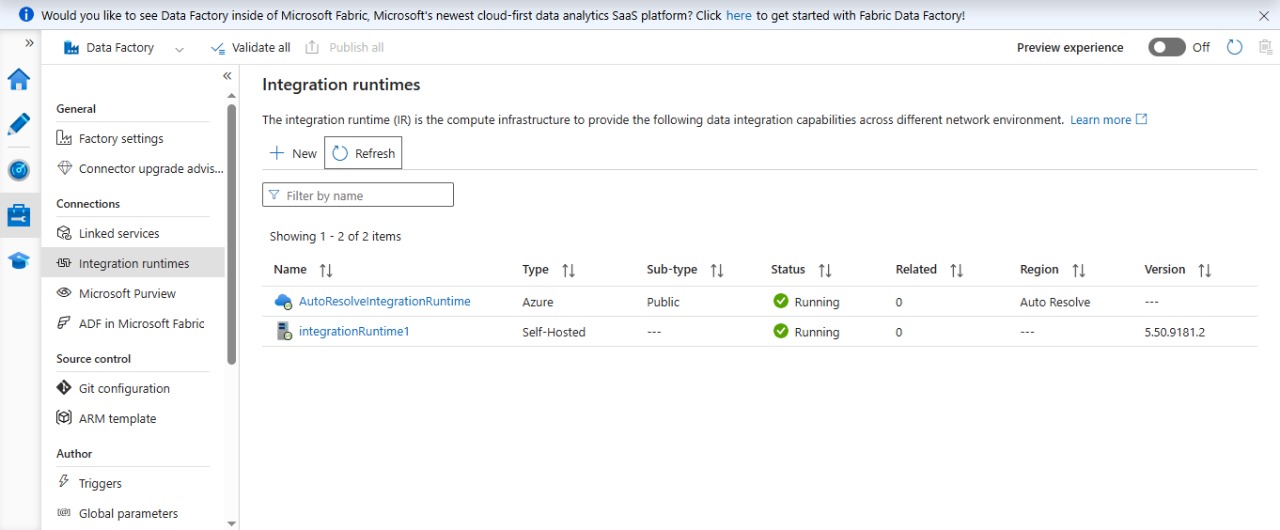 Would you like to see Data Factory inside of Microsoft Fabric, Microsoft's newest cloud-first data analytics SaaS platform? Click here to get started with Fabric Data Factory!
Data Factory
Validate all
Publish all
Preview experience
Off
General
Factory settings
Connector upgrade advis...
Connections
Linked services
Integration runtimes
Microsoft Purview
ADF in Microsoft Fabric
Source control
Git configuration
ARM template
Author
Triggers
Global parameters
Integration runtimes
The integration runtime (IR) is the compute infrastructure to provide the following data integration capabilities across different network environment. Learn more
New
Refresh
Filter by name
Showing 1 - 2 of 2 items
Name Type Sub-type Status Related Region Version
AutoResolveIntegrationRuntime Azure Public Running 0 Auto Resolve ---
integrationRuntime1 Self-Hosted --- Running 0 --- 5.50.9181.2